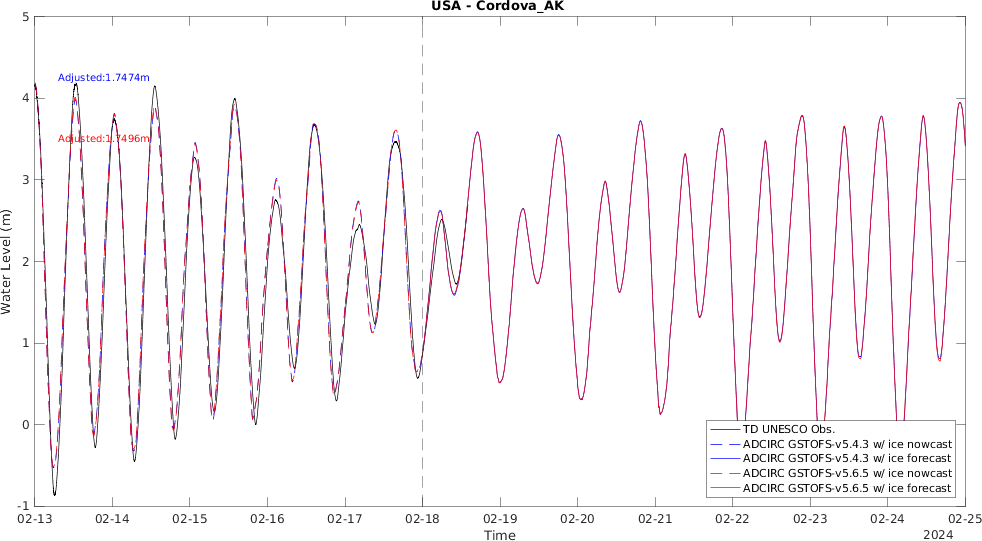 USA - Cordova_AK
5
4
3
2
1
0
-1
Water Level (m)
Adjusted:1.7474m
Adjusted:1.7496m
TD UNESCO Obs.
ADCIRC GSTOFS-v5.4.3 w/ ice nowcast
ADCIRC GSTOFS-v5.4.3 w/ ice forecast
ADCIRC GSTOFS-v5.6.5 w/ ice nowcast
ADCIRC GSTOFS-v5.6.5 w/ ice forecast
02-13 02-14 02-15 02-16 02-17 02-18 02-19 02-20 02-21 02-22 02-23 02-24 02-25
Time
2024